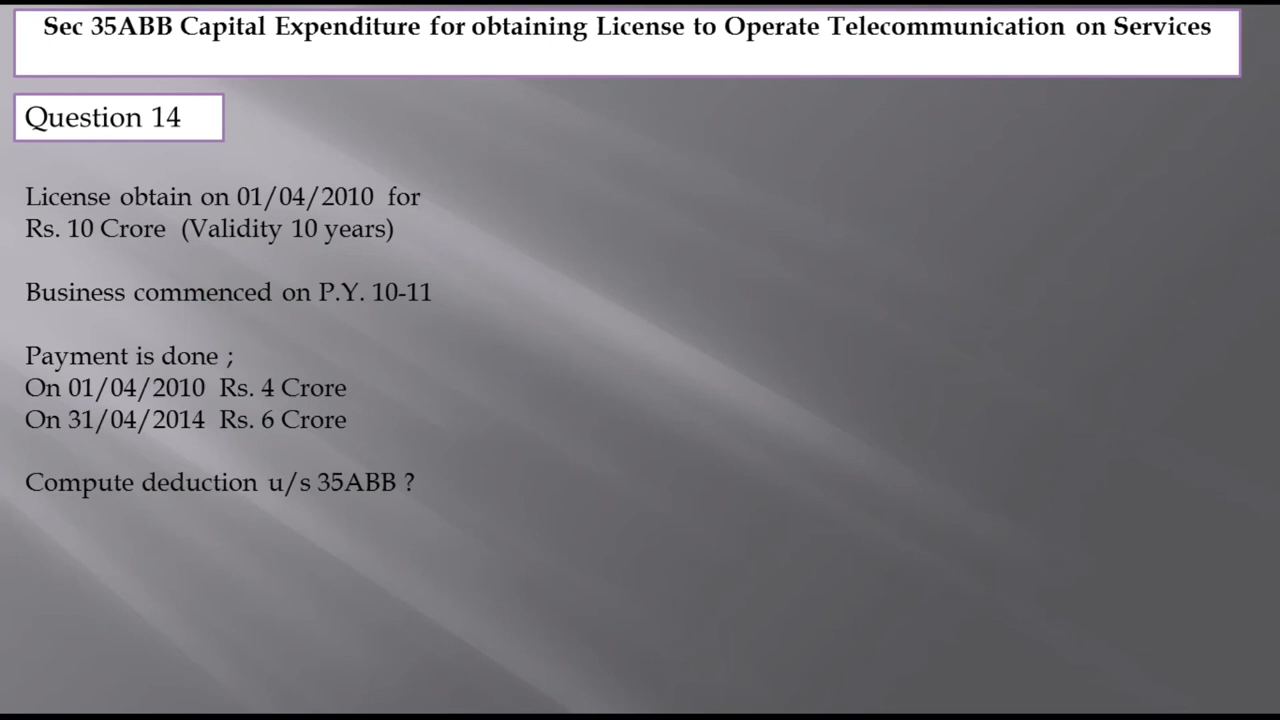 Sec 35ABB Capital Expenditure for obtaining License to Operate Telecommunication on Services
Question 14
License obtain on 01/04/2010 for
Rs. 10 Crore (Validity 10 years)
Business commenced on P.Y. 10-11
Payment is done ;
On 01/04/2010 Rs. 4 Crore
On 31/04/2014 Rs. 6 Crore
Compute deduction u/s 35ABB ?